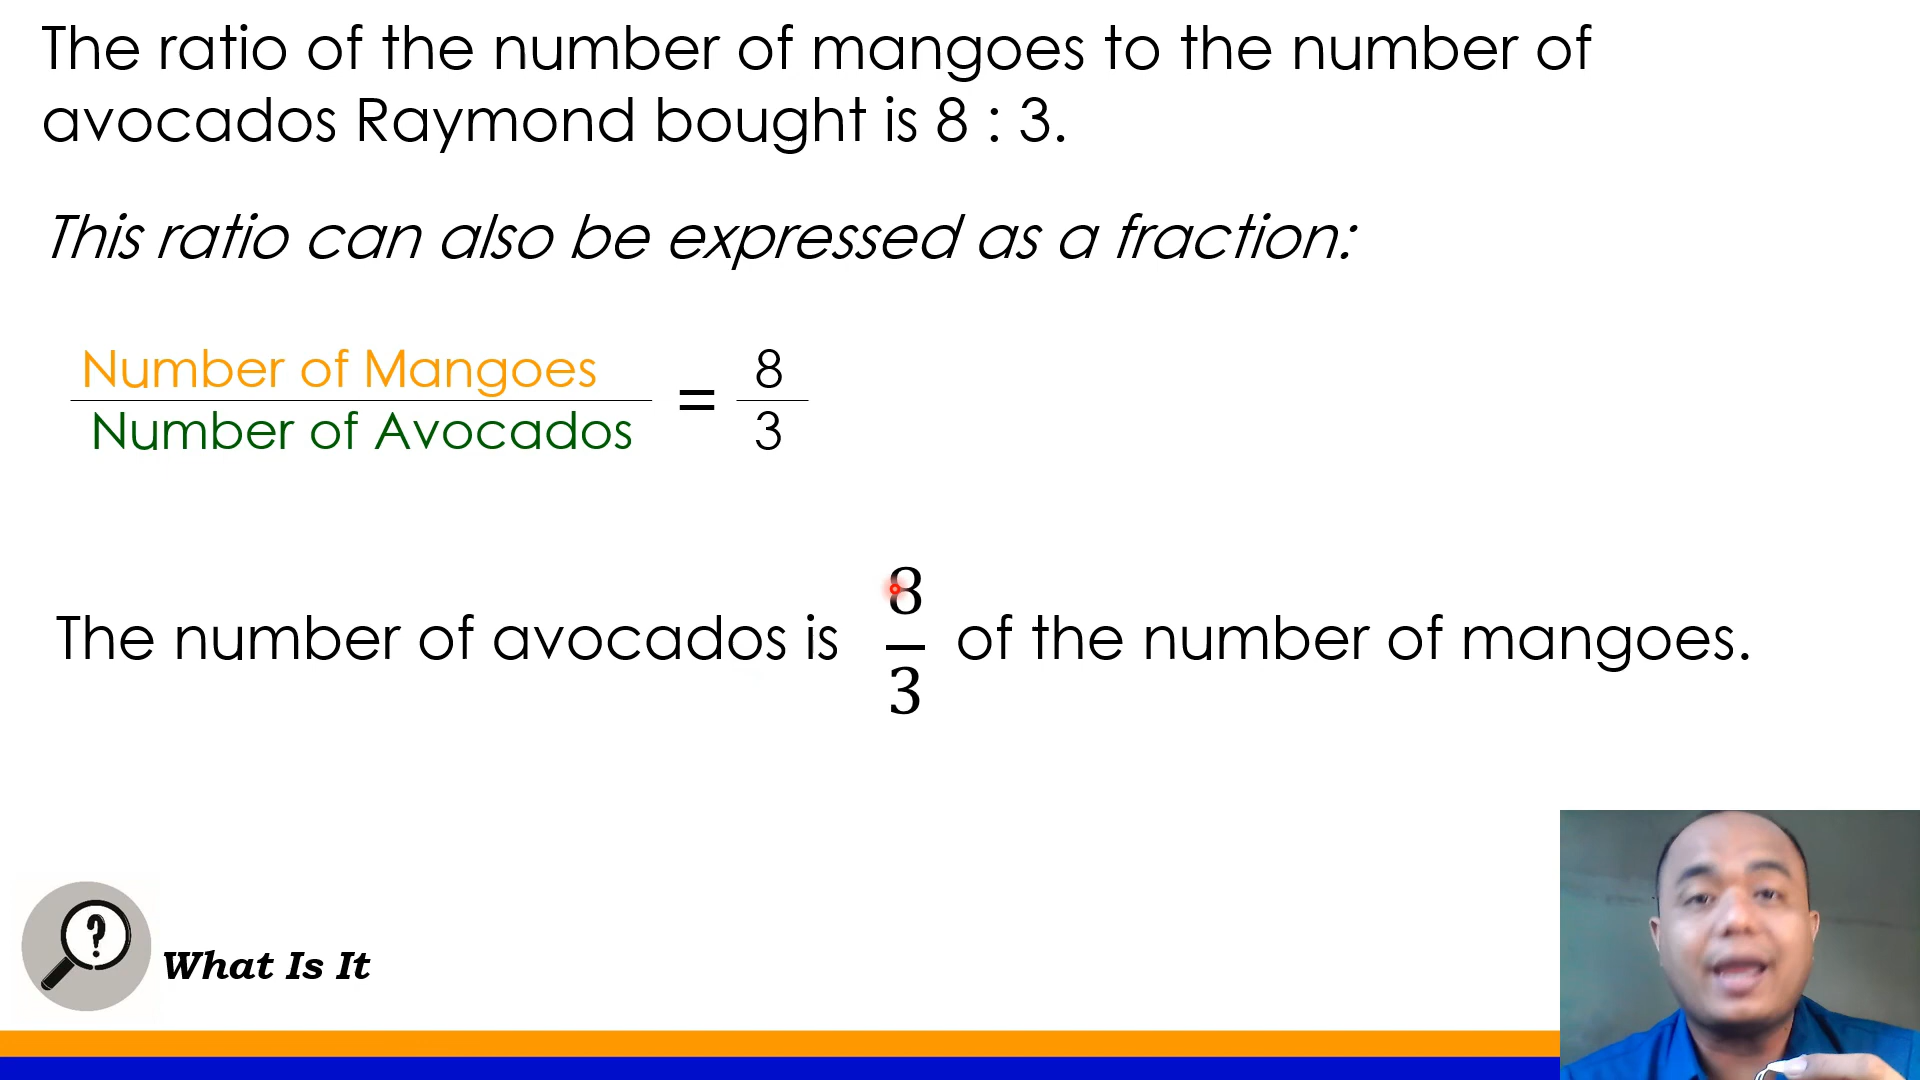 The ratio of the number of mangoes to the number of
avocados Raymond bought is 8 : 3.
This ratio can also be expressed as a fraction:
Number of Mangoes
Number of Avocados
=
8
3
The number of avocados is 8/3 of the number of mangoes.
?
What Is It